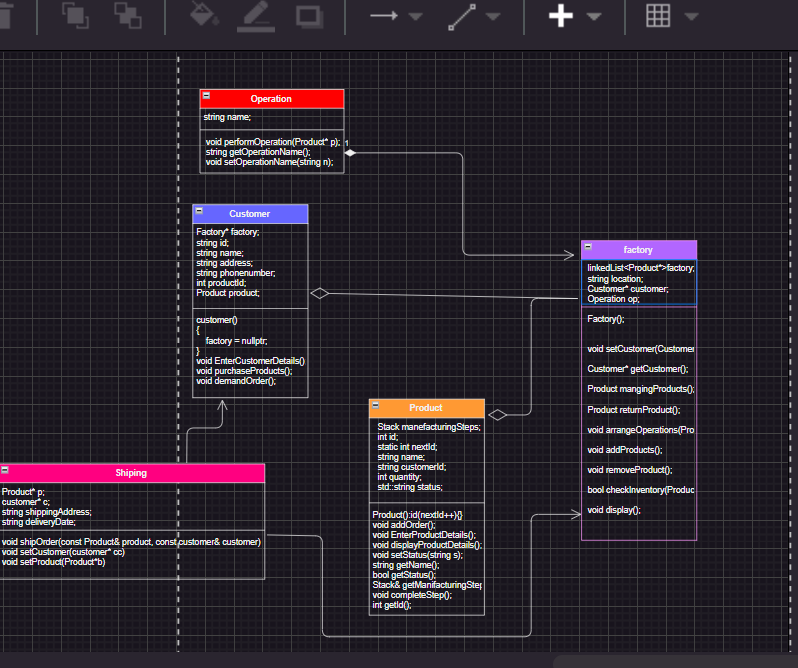 Operation
string name;
void performOperation(Product* p);
string getOperationName();
void setOperationName(string n);
1
Customer
Factory* factory;
string id;
string name;
string address;
string phonenumber;
int productId;
Product product;
customer()
{
factory = nullptr;
}
void EnterCustomerDetails()
void purchaseProducts();
void demandOrder();
factory
linkedList<Product*>factory;
string location;
Customer* customer;
Operation op;
Factory();
void setCustomer(Customer
Customer* getCustomer();
Product mangingProducts();
Product returnProduct();
void arrangeOperations(Pro
void addProducts();
void removeProduct();
bool checkInventory(Produc
void display();
Product
Stack manefacturingSteps;
int id;
static int nextId;
string name;
string customerId;
int quantity;
std::string status;
Product():id(nextId++){}
void addOrder();
void EnterProductDetails();
void displayProductDetails();
void setStatus(string s);
string getName();
bool getStatus();
Stack& getManifacturingStep
void completeStep();
int getId();
Shiping
Product* p;
customer* c;
string shippingAddress;
string deliveryDate;
void shipOrder(const Product& product, const customer& customer)
void setCustomer(customer* cc)
void setProduct(Product*b)